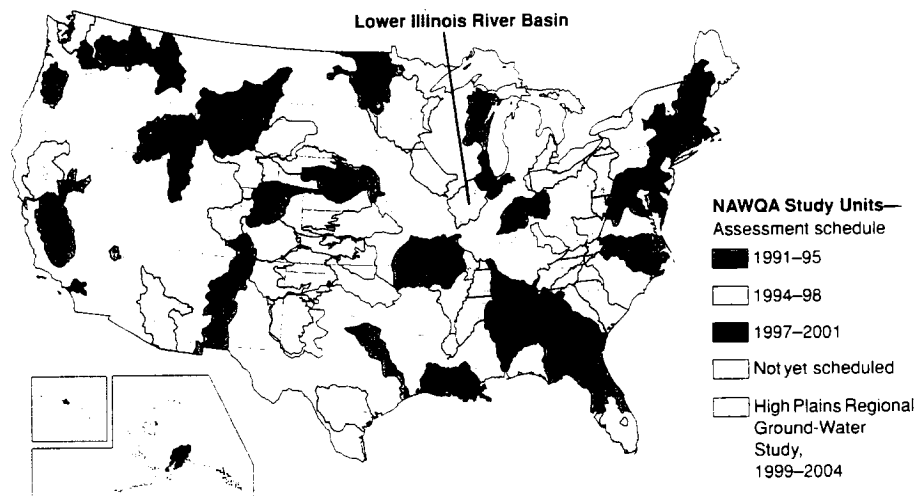 Lower Illinois River Basin
NAWQA Study Units—
Assessment schedule
1991–95
1994–98
1997–2001
Not yet scheduled
High Plains Regional
Ground-Water
Study,
1999–2004